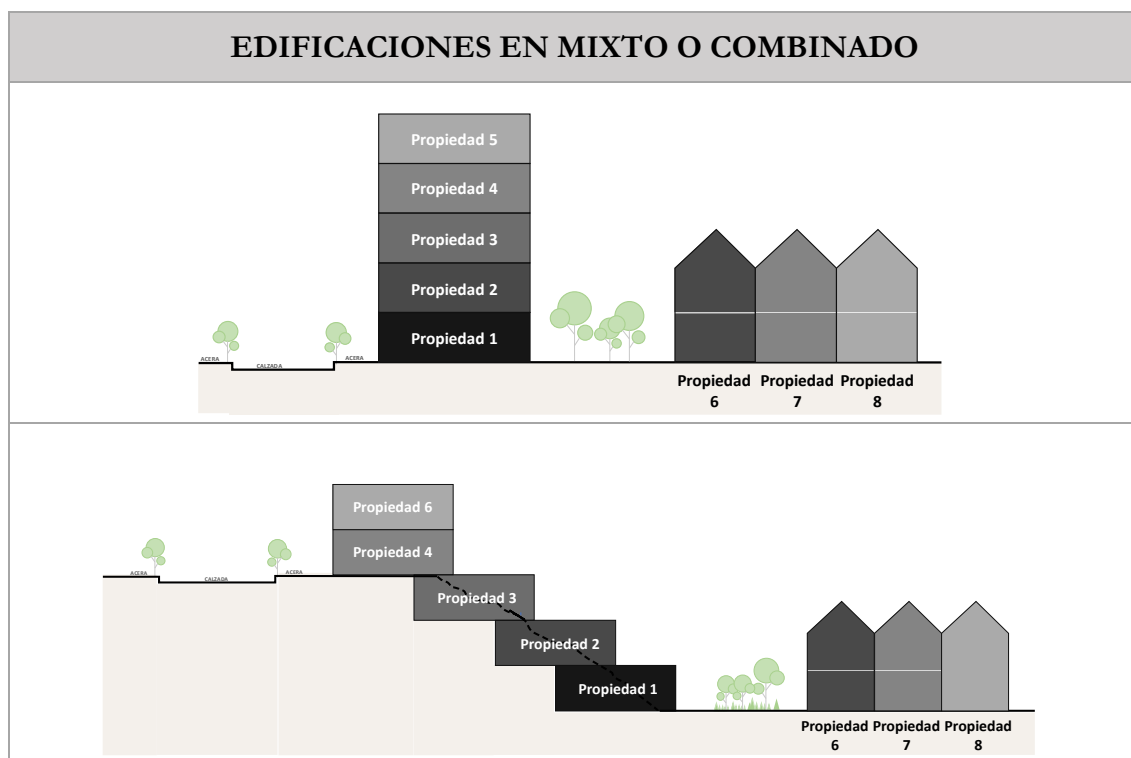 EDIFICACIONES EN MIXTO O COMBINADO
Propiedad 5
Propiedad 4
Propiedad 3
Propiedad 2
Propiedad 1
ACERA
CALZADA
ACERA
Propiedad Propiedad Propiedad
6 7 8
Propiedad 6
Propiedad 4
ACERA
CALZADA
ACERA
Propiedad 3
Propiedad 2
Propiedad 1
Propiedad Propiedad Propiedad
6 7 8